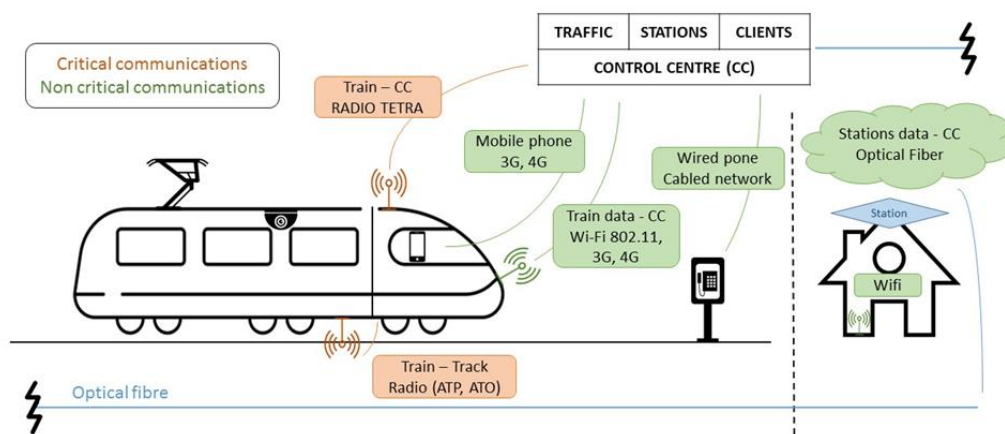 TRAFFIC STATIONS CLIENTS
CONTROL CENTRE (CC)
Critical communications
Non critical communications
Train – CC
RADIO TETRA
Mobile phone
3G, 4G
Wired pone
Cabled network
Stations data - CC
Optical Fiber
Train data - CC
Wi-Fi 802.11,
3G, 4G
Station
Wifi
Train – Track
Radio (ATP, ATO)
Optical fibre